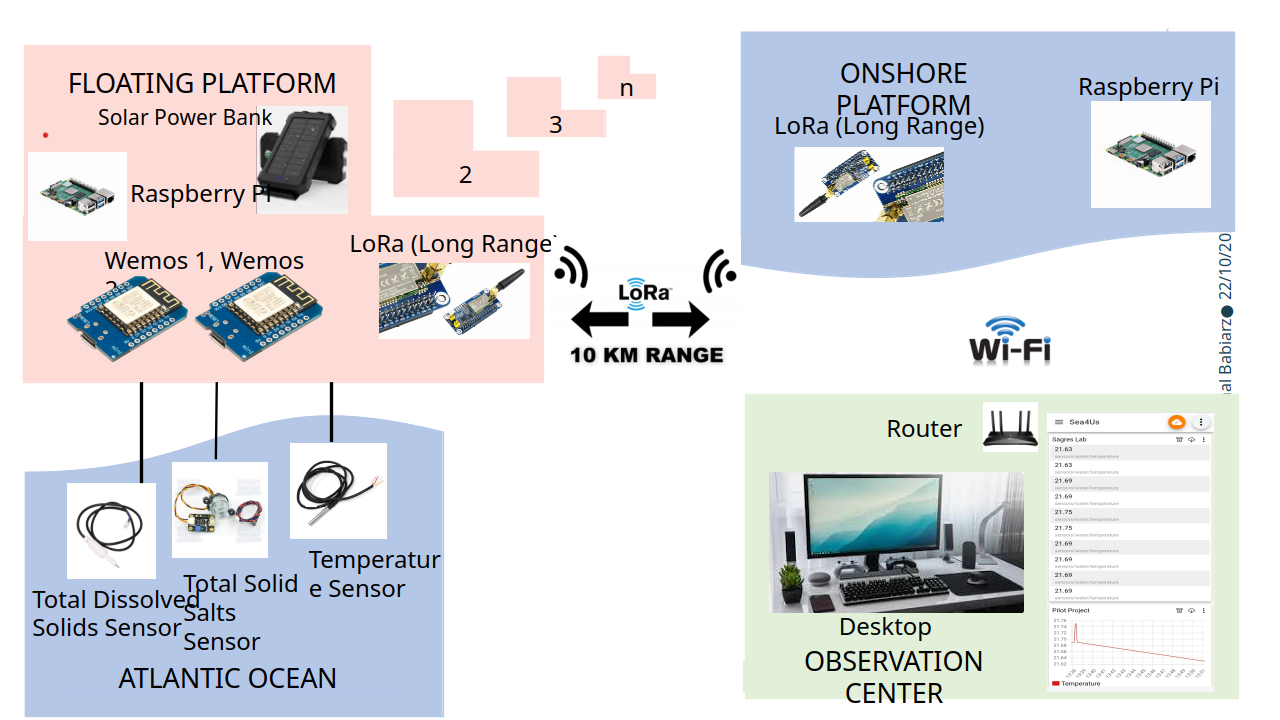 FLOATING PLATFORM
Solar Power Bank
Raspberry Pi
Wemos 1, Wemos
LoRa (Long Range)
2
3
n
LoRa
10 KM RANGE
ONSHORE
PLATFORM
LoRa (Long Range)
Raspberry Pi
22/10/20
al Babiarz
Wi-Fi
Total Dissolved
Solids Sensor
Total Solid
Salts
Sensor
Temperatur
e Sensor
ATLANTIC OCEAN
Router
Desktop
OBSERVATION
CENTER
Sea4Us
Sagres Lab
21.63
sensors/water/temperature
21.63
sensors/water/temperature
21.69
sensors/water/temperature
21.69
sensors/water/temperature
21.75
sensors/water/temperature
21.75
sensors/water/temperature
21.69
sensors/water/temperature
21.69
sensors/water/temperature
21.69
sensors/water/temperature
21.69
sensors/water/temperature
Pilot Project
21.76
21.74
21.72
21.70
21.68
21.66
21.64
21.62
Temperature